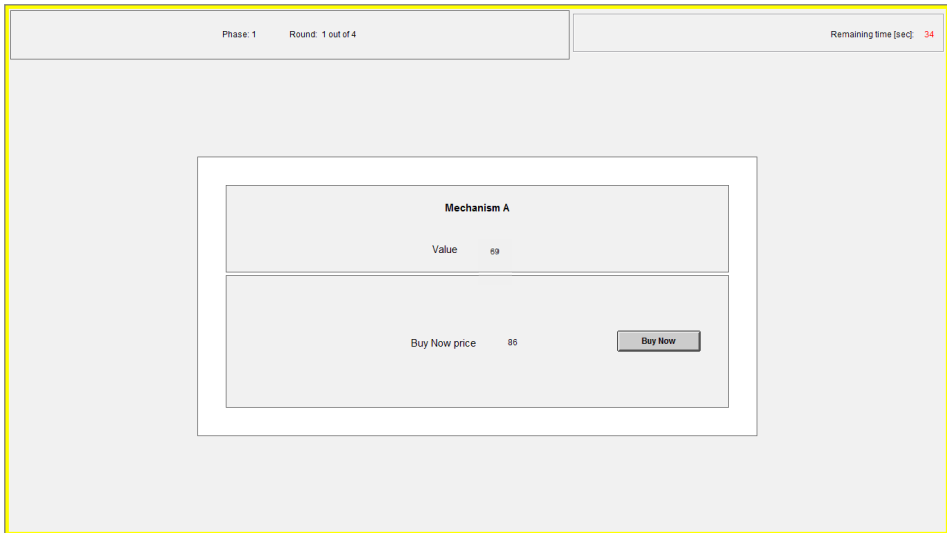 Phase: 1 Round: 1 out of 4
Remaining time [sec]: 34
Mechanism A
Value 69
Buy Now price 86 Buy Now